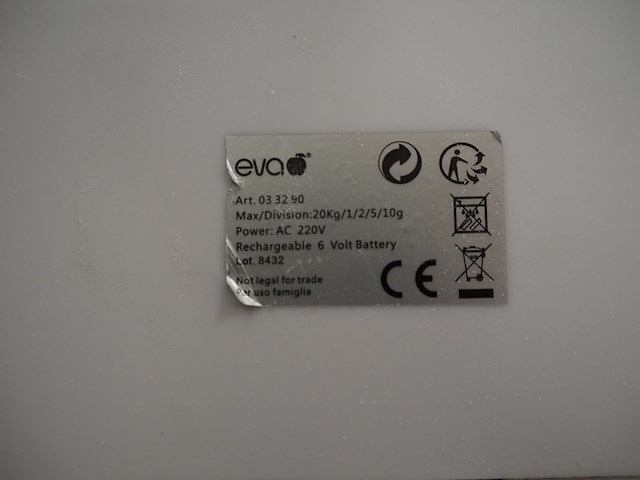 eva®
Art. 03 32 90
Max/Division:20Kg/1/2/5/10g
Power: AC 220V
Rechargeable 6 Volt Battery
Lot. 8432
Not legal for trade
Per uso famiglia
CE